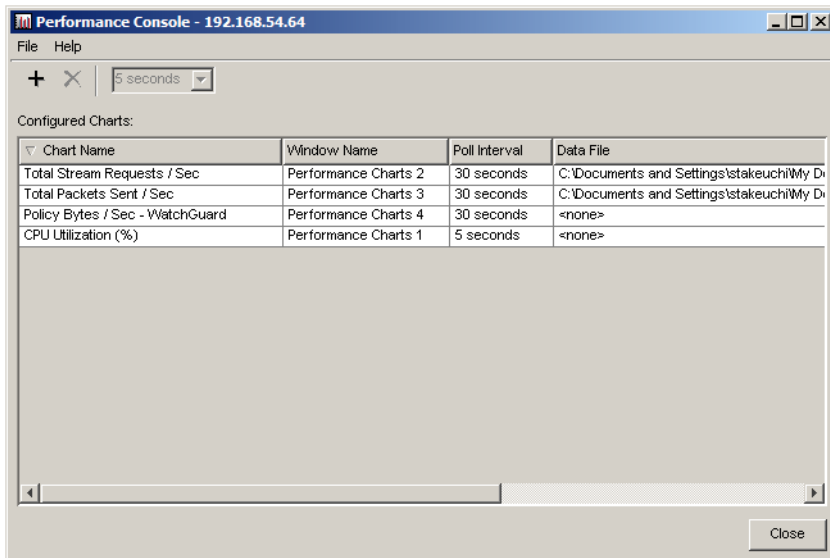 Performance Console - 192.168.54.64
File Help
5 seconds
Configured Charts:
Chart Name Window Name Poll Interval Data File
Total Stream Requests / Sec Performance Charts 2 30 seconds C:\Documents and Settings\stakeuchi\My
Total Packets Sent / Sec Performance Charts 3 30 seconds C:\Documents and Settings\stakeuchi\My
Policy Bytes / Sec - WatchGuard Performance Charts 4 30 seconds <none>
CPU Utilization (%) Performance Charts 1 5 seconds <none>
Close